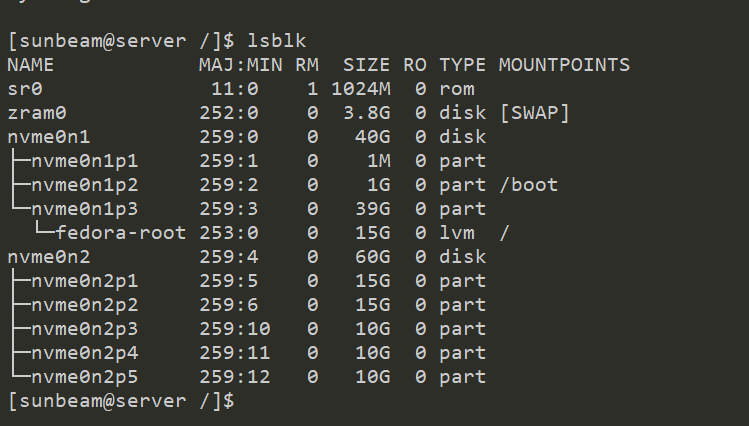 [sunbeam@server /]$ lsblk
NAME            MAJ:MIN RM  SIZE RO TYPE MOUNTPOINTS
sr0              11:0    1 1024M  0 rom
zram0           252:0    0  3.8G  0 disk [SWAP]
nvme0n1         259:0    0   40G  0 disk
├─nvme0n1p1     259:1    0    1M  0 part
├─nvme0n1p2     259:2    0    1G  0 part /boot
└─nvme0n1p3     259:3    0   39G  0 part
  └─fedora-root 253:0    0   15G  0 lvm  /
nvme0n2         259:4    0   60G  0 disk
├─nvme0n2p1     259:5    0   15G  0 part
├─nvme0n2p2     259:6    0   15G  0 part
├─nvme0n2p3     259:10   0   10G  0 part
├─nvme0n2p4     259:11   0   10G  0 part
└─nvme0n2p5     259:12   0   10G  0 part
[sunbeam@server /]$